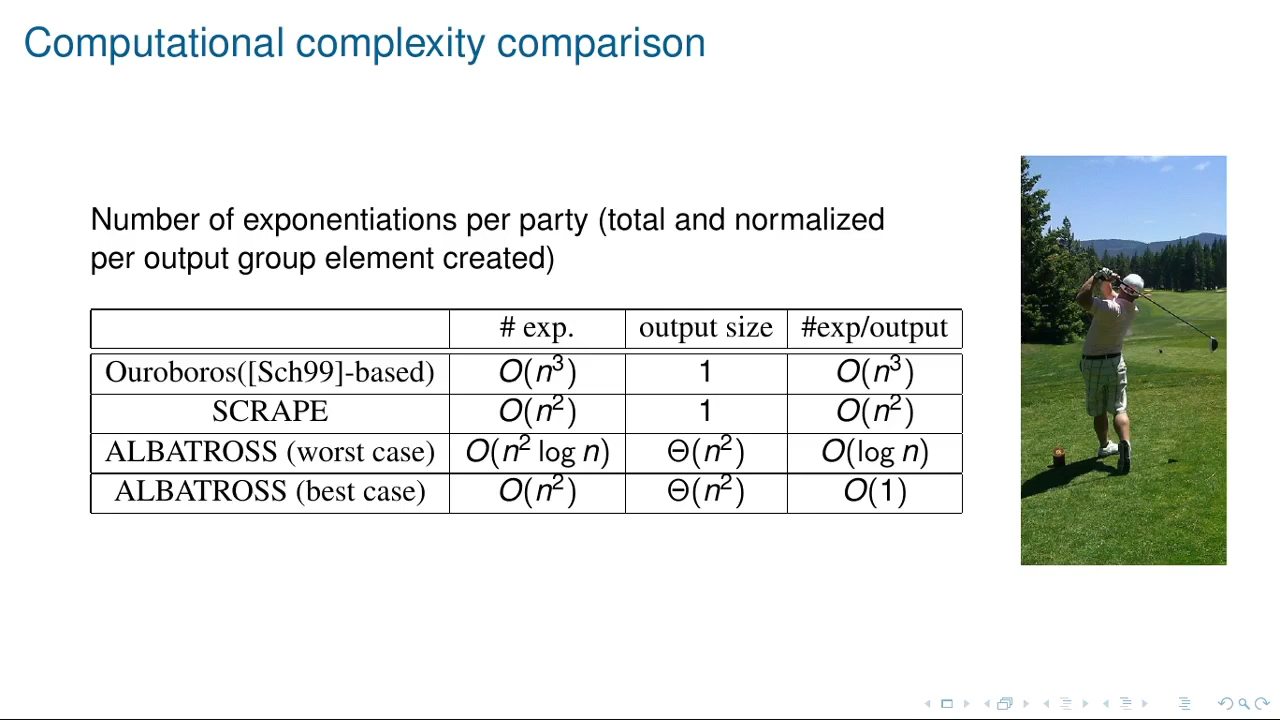 Computational complexity comparison
Number of exponentiations per party (total and normalized
per output group element created)
# exp. output size #exp/output
Ouroboros([Sch99]-based) O(n³) 1 O(n³)
SCRAPE O(n²) 1 O(n²)
ALBATROSS (worst case) O(n² log n) Θ(n²) O(log n)
ALBATROSS (best case) O(n²) Θ(n²) O(1)